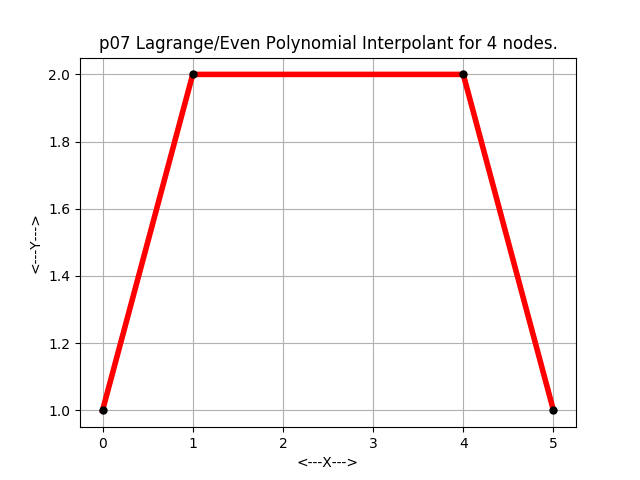 p07 Lagrange/Even Polynomial Interpolant for 4 nodes.
2.0
1.8
1.6
1.4
1.2
1.0
<---Y--->
0 1 2 3 4 5
<---X--->